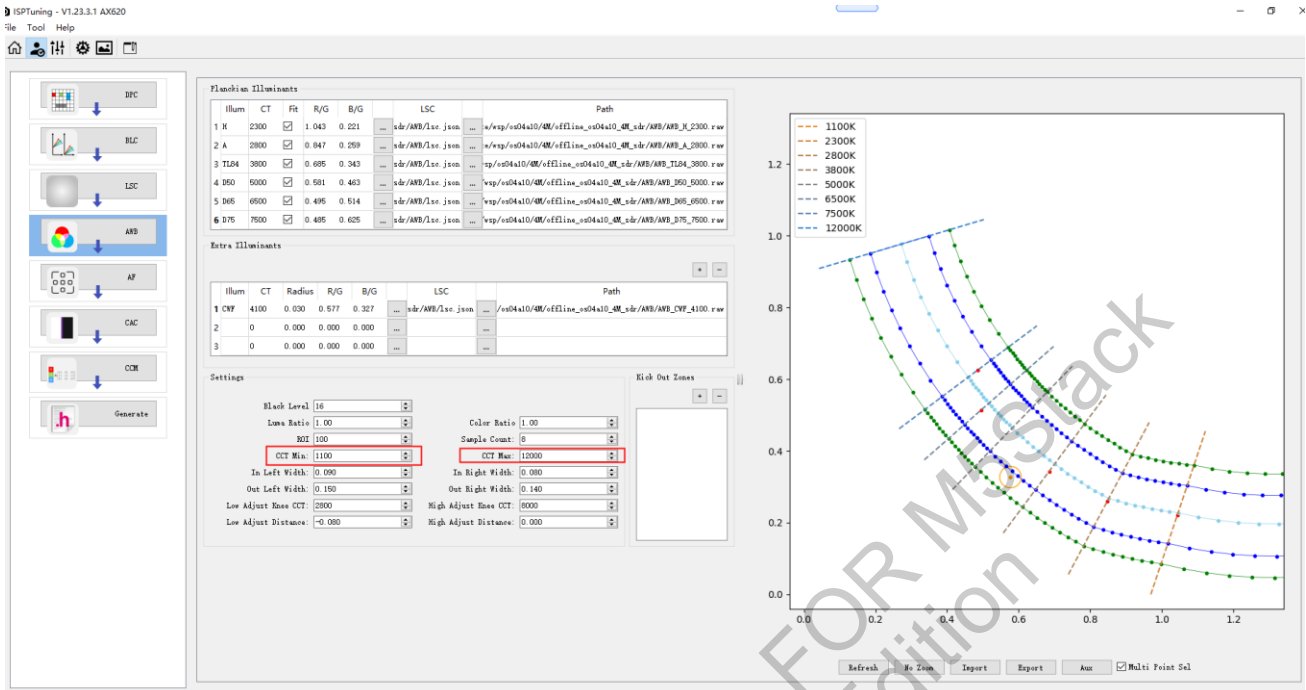 ISPTuning - V1.23.3.1 AX620
File Tool Help
DPC
BLC
LSC
AWB
AF
CAC
CCM
.h Generate
Planckian Illuminants
Illum CT Fit R/G B/G LSC Path
1 H 2300 1.043 0.221 ... sdr/AWB/lsc.json ... e/wsp/os04a10/4M/offline_os04a10_4M_sdr/AWB/AWB_H_2300.raw
2 A 2800 0.847 0.259 ... sdr/AWB/lsc.json ... e/wsp/os04a10/4M/offline_os04a10_4M_sdr/AWB/AWB_A_2800.raw
3 TL84 3800 0.685 0.343 ... sdr/AWB/lsc.json ... sp/os04a10/4M/offline_os04a10_4M_sdr/AWB/AWB_TL84_3800.raw
4 D50 5000 0.581 0.463 ... sdr/AWB/lsc.json ... wsp/os04a10/4M/offline_os04a10_4M_sdr/AWB/AWB_D50_5000.raw
5 D65 6500 0.495 0.514 ... sdr/AWB/lsc.json ... wsp/os04a10/4M/offline_os04a10_4M_sdr/AWB/AWB_D65_6500.raw
6 D75 7500 0.485 0.625 ... sdr/AWB/lsc.json ... wsp/os04a10/4M/offline_os04a10_4M_sdr/AWB/AWB_D75_7500.raw
Extra Illuminants
+ -
Illum CT Radius R/G B/G LSC Path
1 CWF 4100 0.030 0.577 0.327 ... sdr/AWB/lsc.json ... /os04a10/4M/offline_os04a10_4M_sdr/AWB/AWB_CWF_4100.raw
2 0 0.000 0.000 0.000 ... ...
3 0 0.000 0.000 0.000 ... ...
Settings
Black Level 16
Luma Ratio 1.00 Color Ratio 1.00
ROI 100 Sample Count: 8
CCT Min: 1100 CCT Max: 12000
In Left Width: 0.090 In Right Width: 0.080
Out Left Width: 0.150 Out Right Width: 0.140
Low Adjust Knee CCT: 2800 High Adjust Knee CCT: 8000
Low Adjust Distance: -0.080 High Adjust Distance: 0.000
Kick Out Zones
+ -
1100K
2300K
2800K
3800K
5000K
6500K
7500K
12000K
1.2
1.0
0.8
0.6
0.4
0.2
0.0
0.0 0.2 0.4 0.6 0.8 1.0 1.2
Refresh No Zoom Import Export Aux Multi Point Sel
FOR M5Stack
Edition